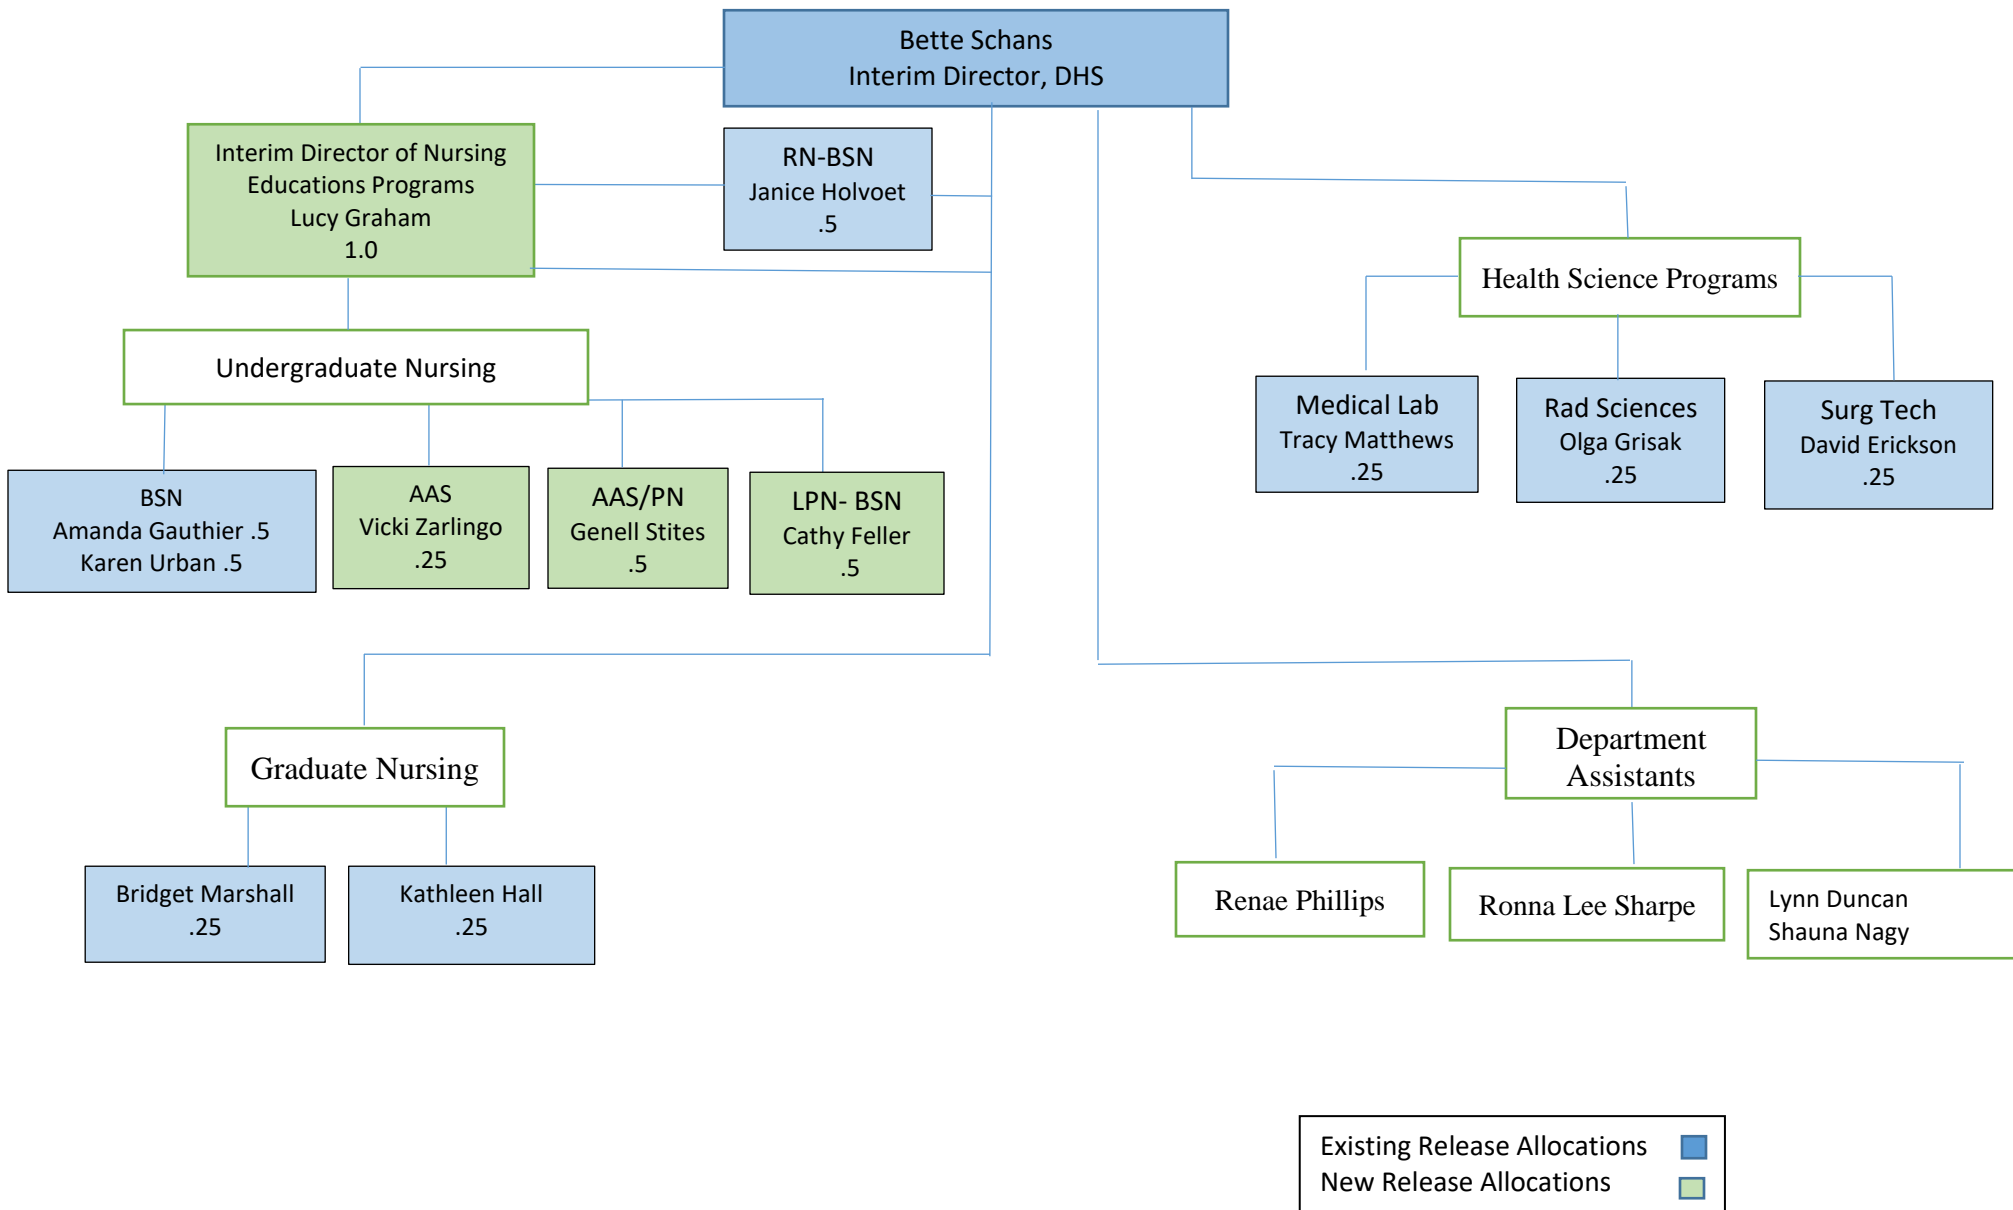 Bette Schans
Interim Director, DHS
Interim Director of Nursing
Educations Programs
Lucy Graham
1.0
RN-BSN
Janice Holvoet
.5
Health Science Programs
Undergraduate Nursing
Medical Lab
Tracy Matthews
.25
Rad Sciences
Olga Grisak
.25
Surg Tech
David Erickson
.25
BSN
Amanda Gauthier .5
Karen Urban .5
AAS
Vicki Zarlingo
.25
AAS/PN
Genell Stites
.5
LPN- BSN
Cathy Feller
.5
Graduate Nursing
Department
Assistants
Bridget Marshall
.25
Kathleen Hall
.25
Renae Phillips
Ronna Lee Sharpe
Lynn Duncan
Shauna Nagy
Existing Release Allocations
New Release Allocations